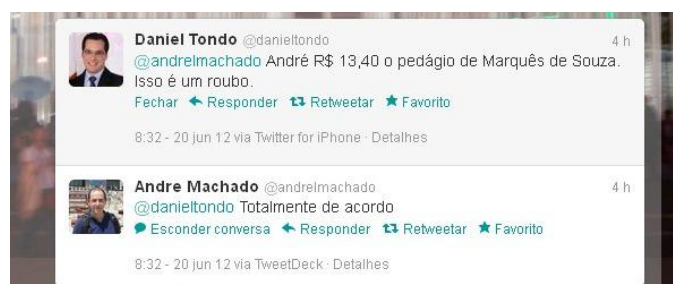 Daniel Tondo @danieltondo 4 h
@andrelmachado André R$ 13,40 o pedágio de Marquês de Souza.
Isso é um roubo.
Fechar Responder Retweetar Favorito
8:32 - 20 jun 12 via Twitter for iPhone · Detalhes
Andre Machado @andrelmachado 4 h
@danieltondo Totalmente de acordo
Esconder conversa Responder Retweetar Favorito
8:32 - 20 jun 12 via TweetDeck · Detalhes